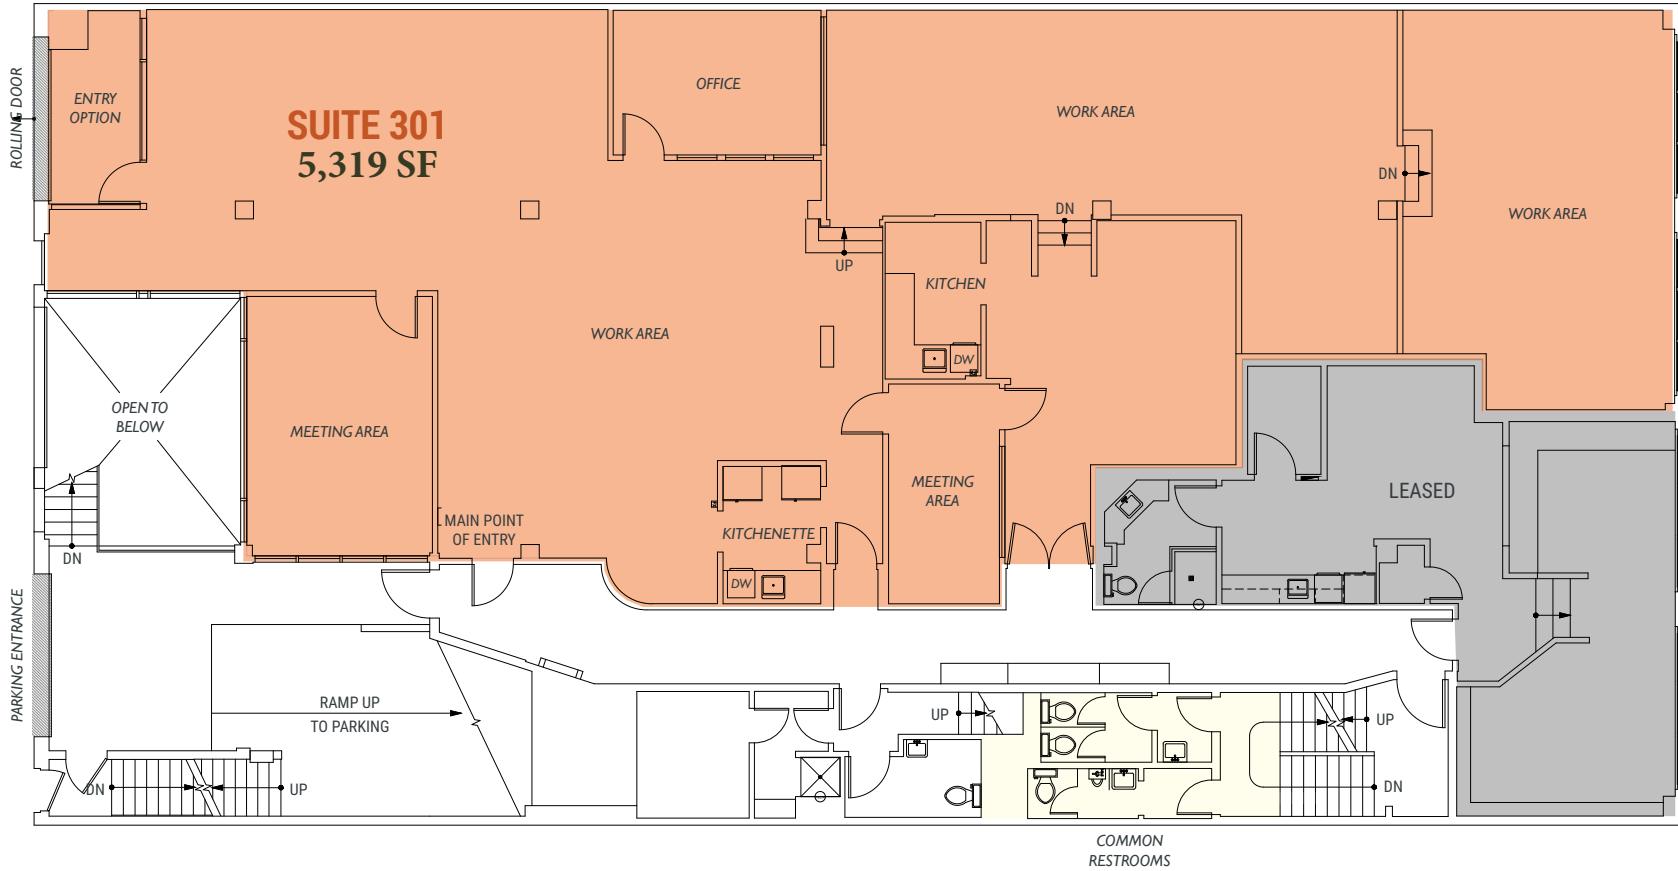 ROLLING DOOR
ENTRY
OPTION
SUITE 301
5,319 SF
OFFICE
WORK AREA
DN
WORK AREA
DN
UP
KITCHEN
DW
WORK AREA
OPEN TO
BELOW
MEETING AREA
MEETING
AREA
LEASED
MAIN POINT
OF ENTRY
KITCHENETTE
DW
DN
PARKING ENTRANCE
RAMP UP
TO PARKING
UP
UP
DN
UP
DN
COMMON
RESTROOMS